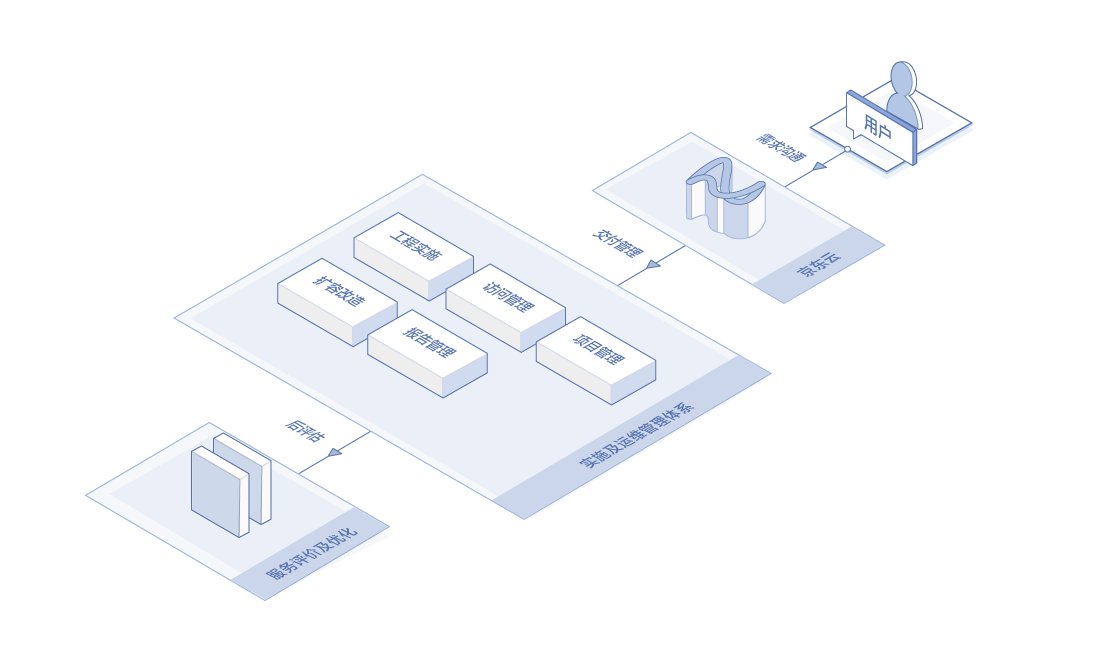 用户
需求沟通
京东云
交付管理
工程实施
访问管理
项目管理
扩容改造
报告管理
实施及运维管理体系
后评估
服务评价及优化